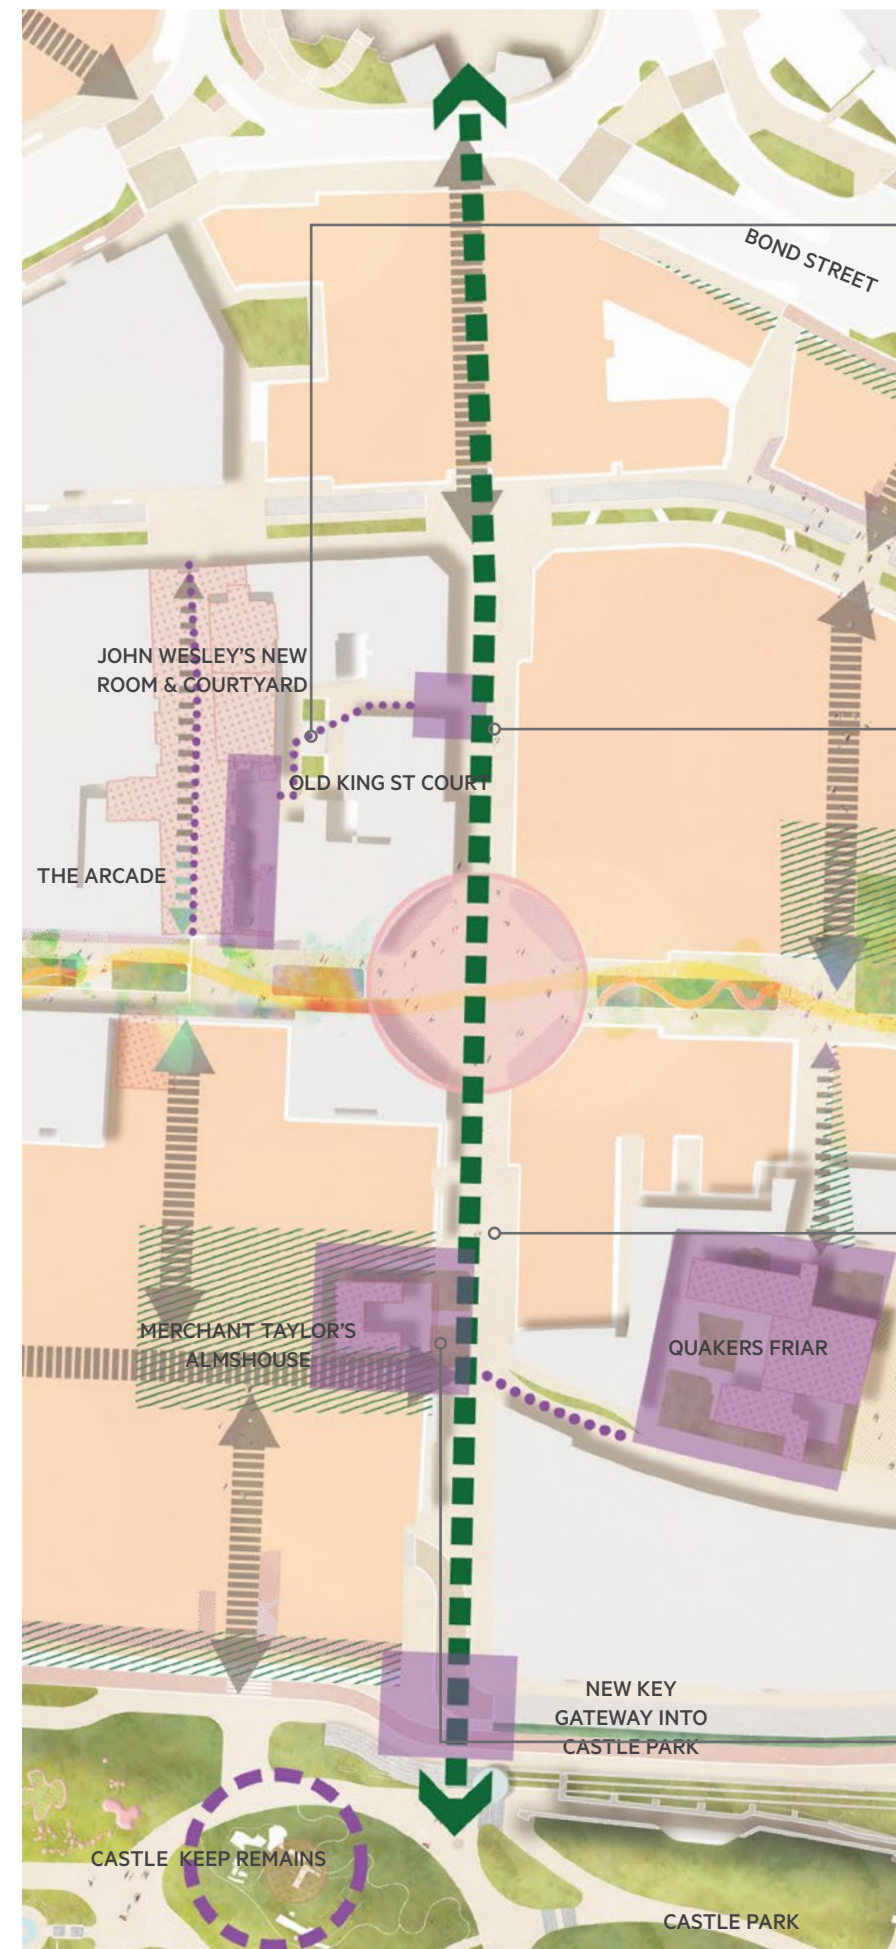 BOND STREET
JOHN WESLEY'S NEW
ROOM & COURTYARD
OLD KING ST COURT
THE ARCADE
MERCHANT TAYLOR'S
ALMSHOUSE
QUAKERS FRIAR
NEW KEY
GATEWAY INTO
CASTLE PARK
CASTLE KEEP REMAINS
CASTLE PARK